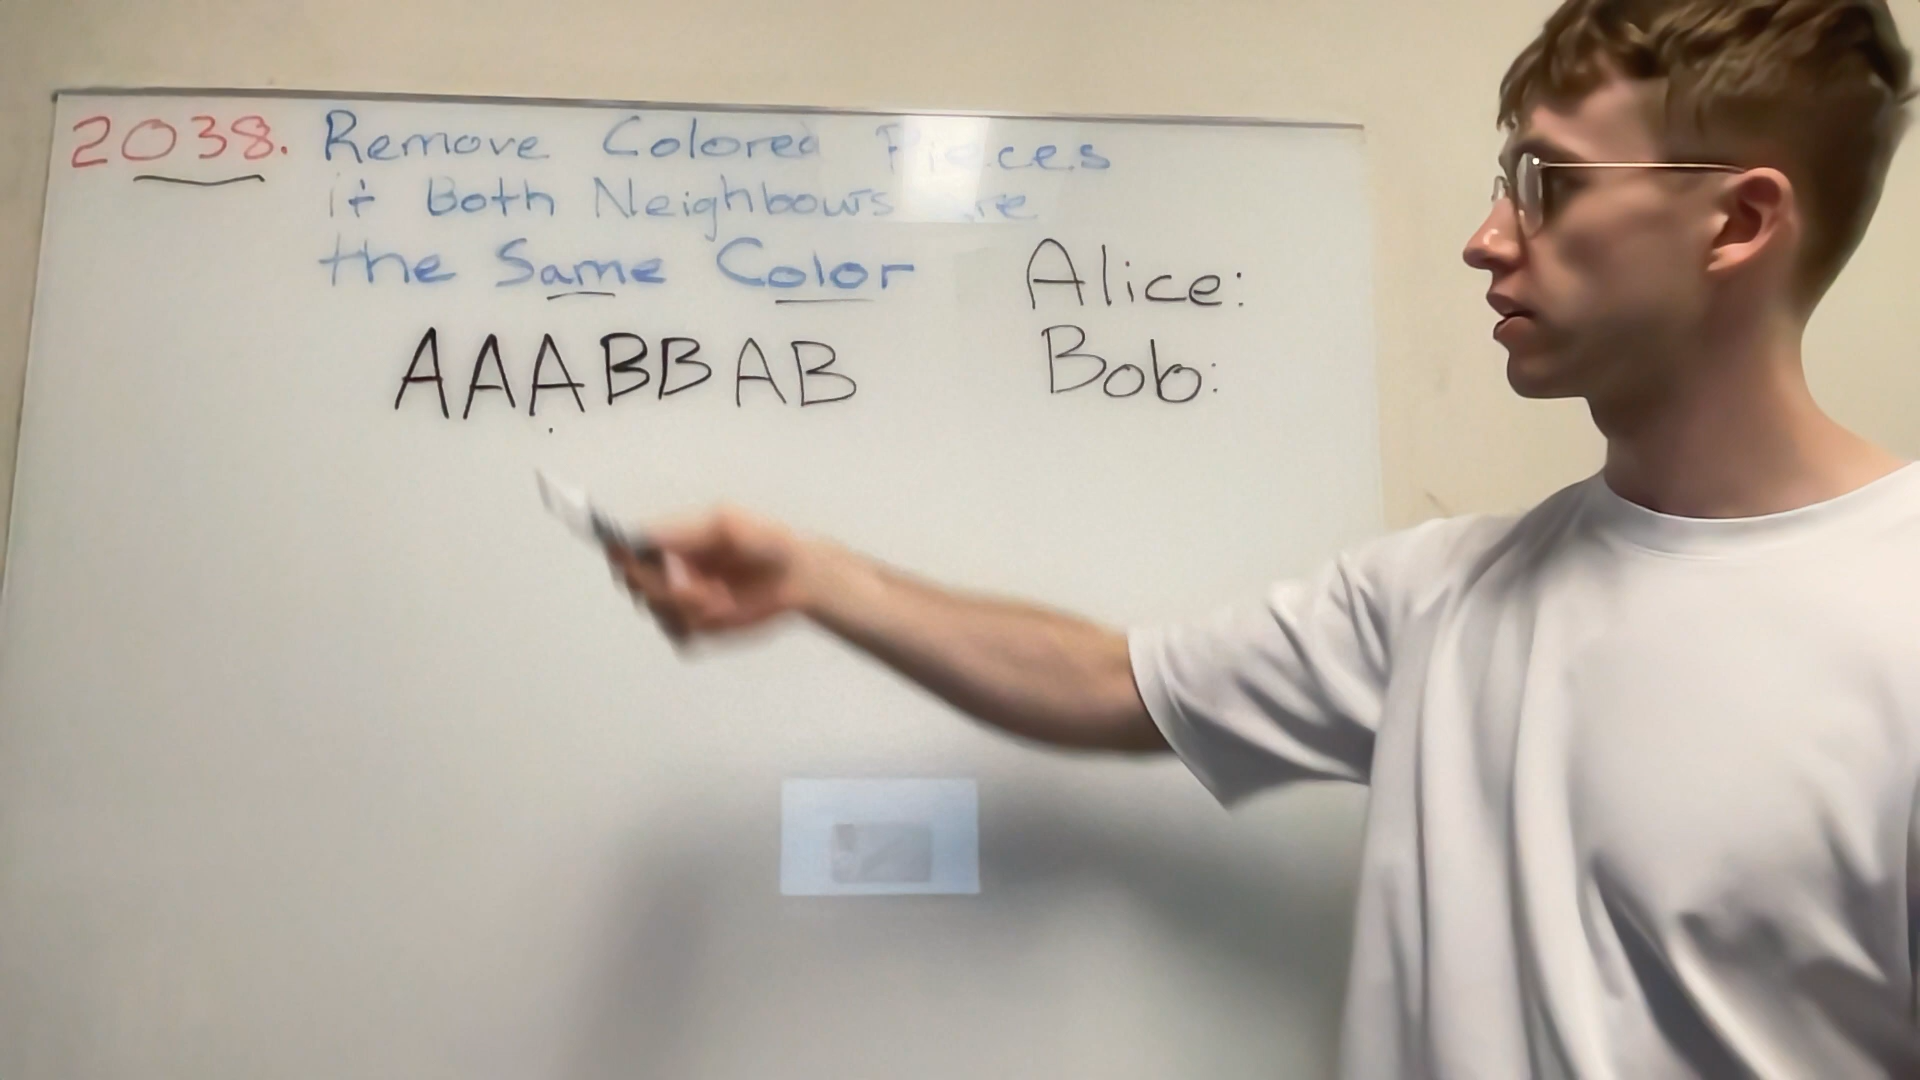 2038. Remove Colored Pieces
if Both Neighbours are
the Same Color
Alice:
AAABBAB
Bob: